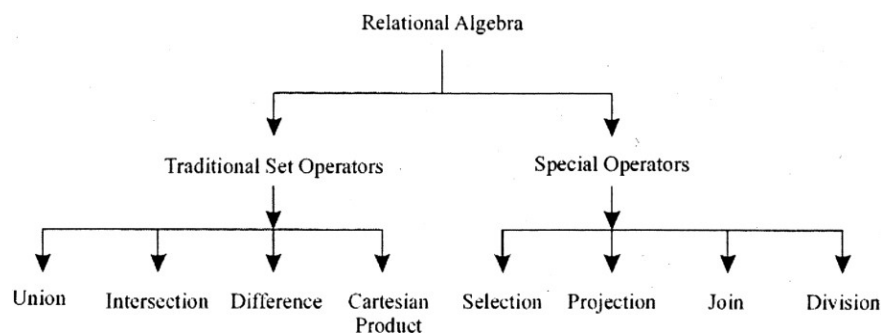 Relational Algebra
Traditional Set Operators
Special Operators
Union
Intersection
Difference
Cartesian
Product
Selection
Projection
Join
Division